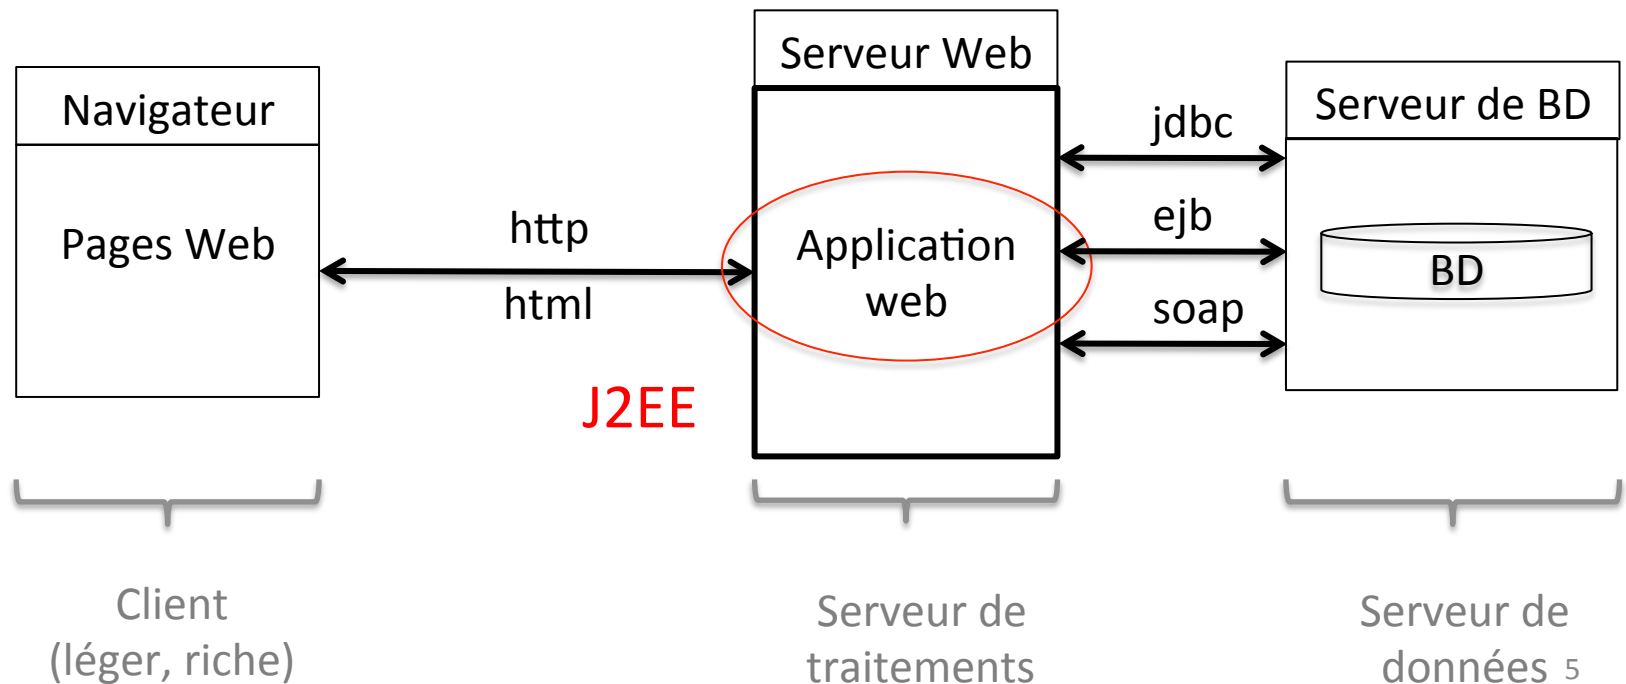 Navigateur
Pages Web
http
html
J2EE
Serveur Web
Application
web
jdbc
ejb
soap
Serveur de BD
BD
Client
(léger, riche)
Serveur de
traitements
Serveur de
données 5